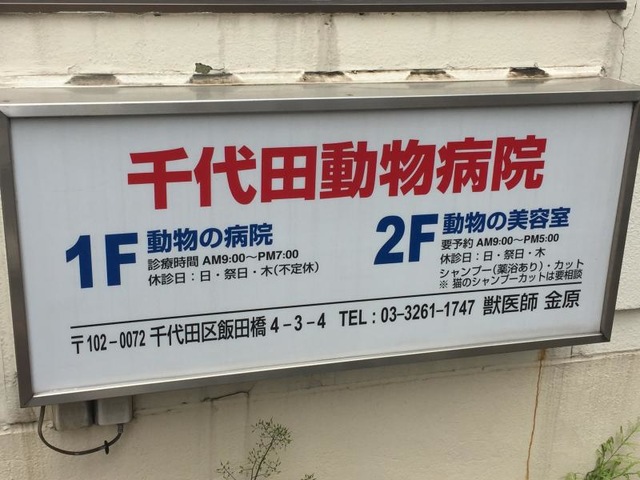 千代田動物病院
1F 動物の病院
診療時間 AM9:00～PM7:00
休診日：日・祭日・木(不定休)
2F 動物の美容室
要予約 AM9:00～PM5:00
休診日：日・祭日・木
シャンプー(薬浴あり)・カット
※ 猫のシャンプーカットは要相談
〒102－0072 千代田区飯田橋 4－3－4 TEL：03-3261-1747 獣医師 金原